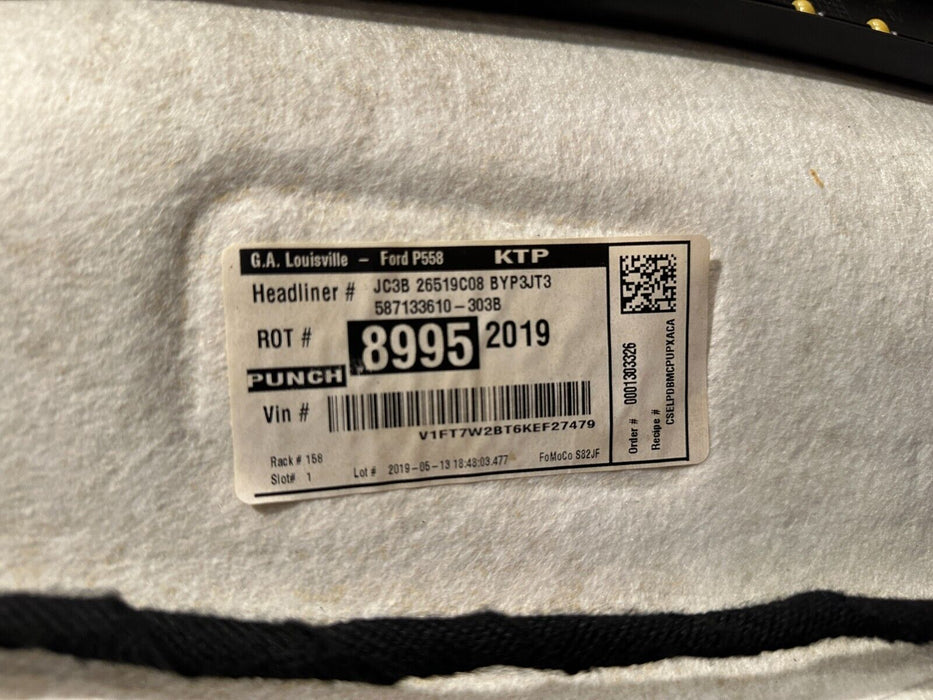 G.A. Louisville – Ford P558 KTP
Headliner # JC3B 26519C08 BYP3JT3
587133610-303B
ROT # 8995 2019
PUNCH
Vin #
V1FT7W2BT6KEF27479
Rack # 158
Slot# 1
Lot # 2019-05-13 18:48:03.477
FoMoCo S82JF
Order # 0001303326
Recipe # CSELPDBMCPUPXACA